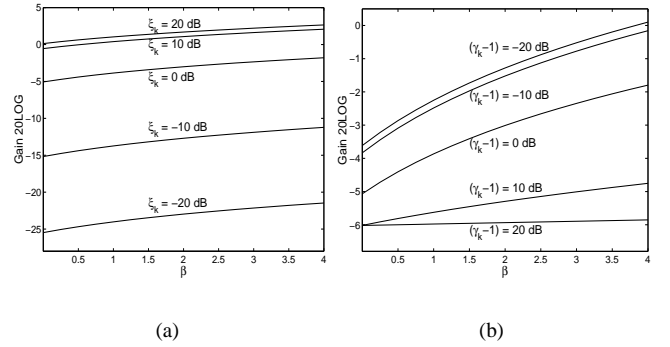 5
0
−5
−10
−15
−20
−25
Gain 20LOG
ξk = 20 dB
ξk = 10 dB
ξk = 0 dB
ξk = −10 dB
ξk = −20 dB
0.5 1 1.5 2 2.5 3 3.5 4
β
(a)
0
−1
−2
−3
−4
−5
−6
Gain 20LOG
(γk−1) = −20 dB
(γk−1) = −10 dB
(γk−1) = 0 dB
(γk−1) = 10 dB
(γk−1) = 20 dB
0.5 1 1.5 2 2.5 3 3.5 4
β
(b)